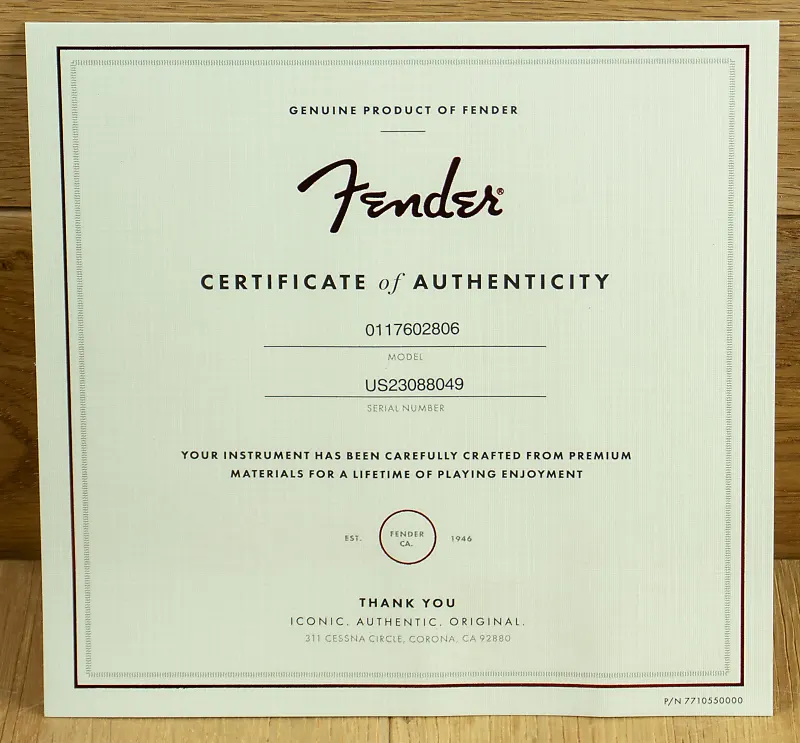 GENUINE PRODUCT OF FENDER
Fender®
CERTIFICATE of AUTHENTICITY
0117602806
MODEL
US23088049
SERIAL NUMBER
YOUR INSTRUMENT HAS BEEN CAREFULLY CRAFTED FROM PREMIUM
MATERIALS FOR A LIFETIME OF PLAYING ENJOYMENT
EST. FENDER CA. 1946
THANK YOU
ICONIC. AUTHENTIC. ORIGINAL.
311 CESSNA CIRCLE, CORONA, CA 92880
P/N 7710550000